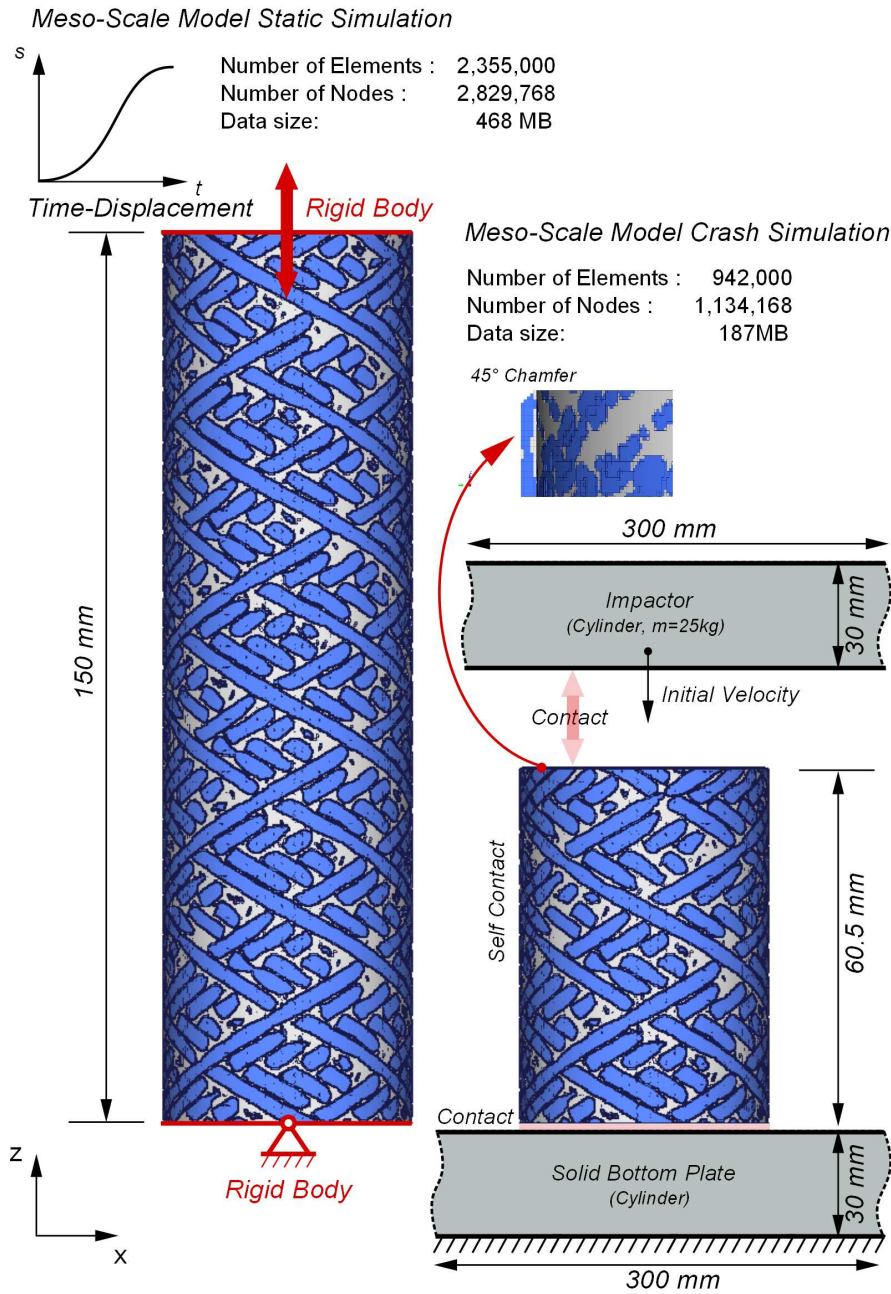 Meso-Scale Model Static Simulation
s
Number of Elements : 2,355,000
Number of Nodes : 2,829,768
Data size: 468 MB
t
Time-Displacement
Rigid Body
150 mm
Rigid Body
z
x
Meso-Scale Model Crash Simulation
Number of Elements : 942,000
Number of Nodes : 1,134,168
Data size: 187MB
45° Chamfer
300 mm
Impactor
(Cylinder, m=25kg)
30 mm
Initial Velocity
Contact
Self Contact
60.5 mm
Contact
Solid Bottom Plate
(Cylinder)
30 mm
300 mm